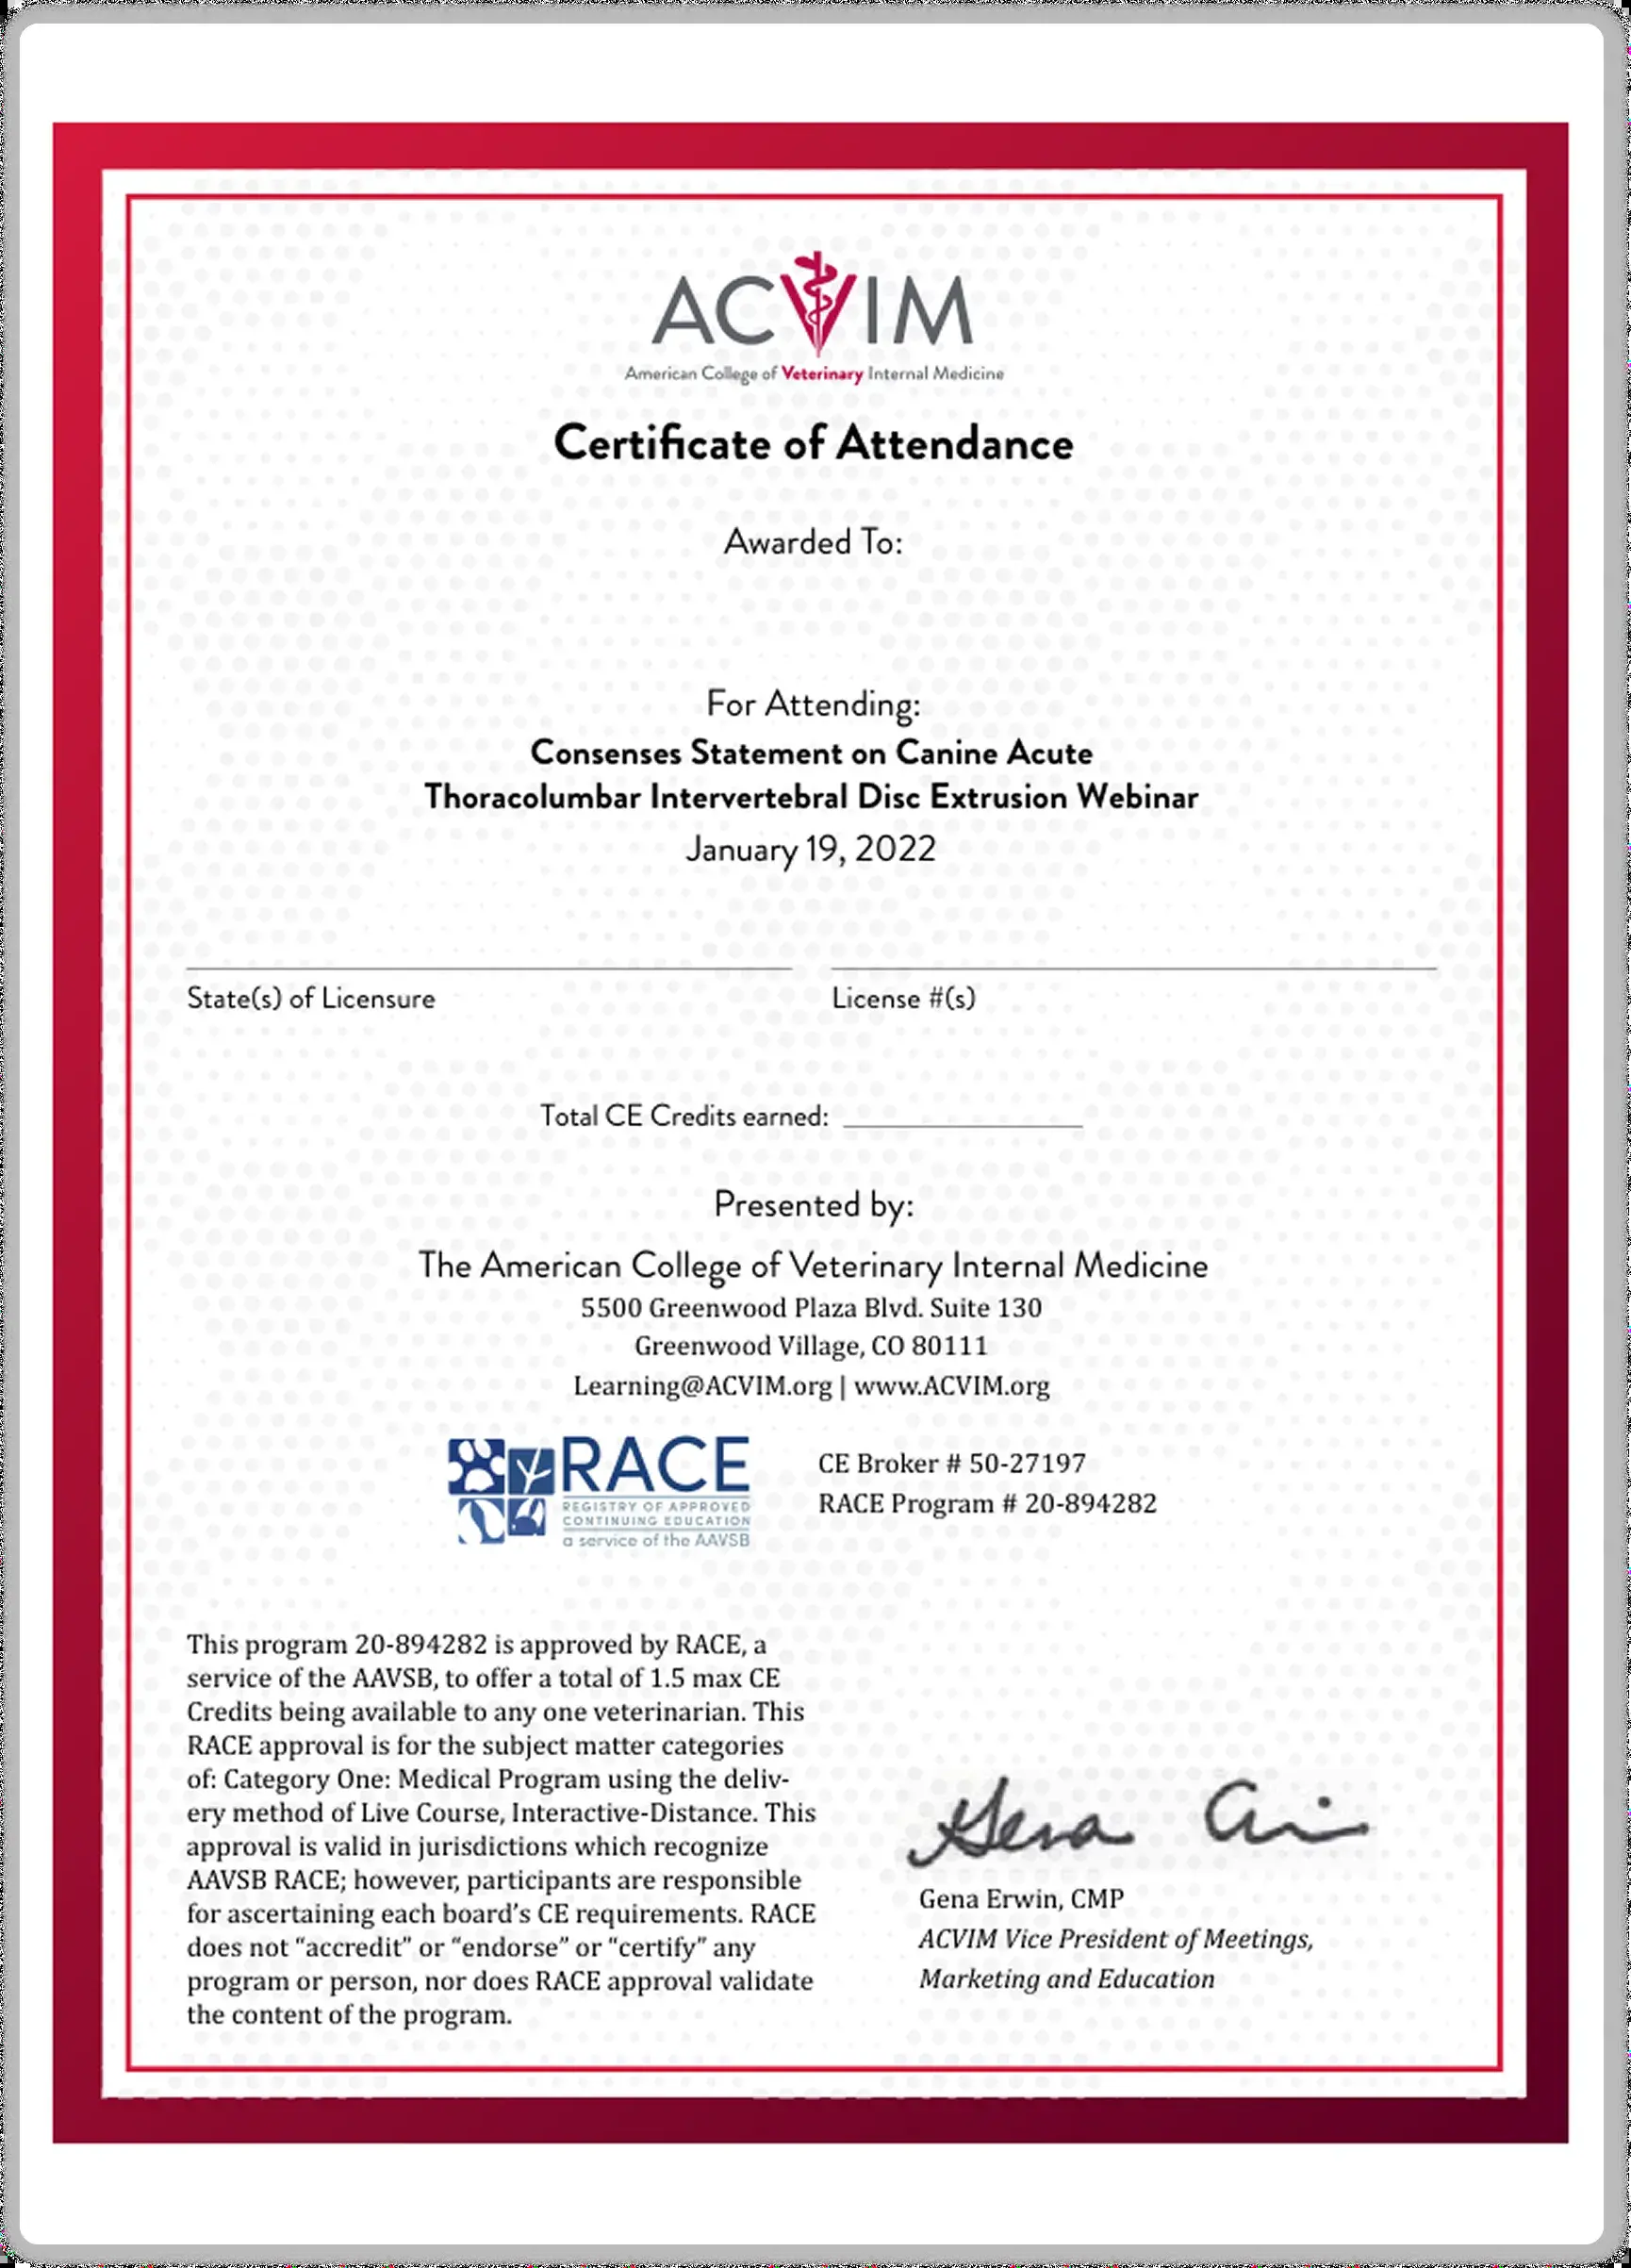 ACVIM
American College of Veterinary Internal Medicine
Certificate of Attendance
Awarded To:
For Attending:
Consenses Statement on Canine Acute
Thoracolumbar Intervertebral Disc Extrusion Webinar
January 19, 2022
State(s) of Licensure
License #(s)
Total CE Credits earned:
Presented by:
The American College of Veterinary Internal Medicine
5500 Greenwood Plaza Blvd. Suite 130
Greenwood Village, CO 80111
Learning@ACVIM.org | www.ACVIM.org
RACE
REGISTRY OF APPROVED
CONTINUING EDUCATION
a service of the AAVSB
CE Broker # 50-27197
RACE Program # 20-894282
This program 20-894282 is approved by RACE, a
service of the AAVSB, to offer a total of 1.5 max CE
Credits being available to any one veterinarian. This
RACE approval is for the subject matter categories
of: Category One: Medical Program using the deliv-
ery method of Live Course, Interactive-Distance. This
approval is valid in jurisdictions which recognize
AAVSB RACE; however, participants are responsible
for ascertaining each board's CE requirements. RACE
does not "accredit" or "endorse" or "certify" any
program or person, nor does RACE approval validate
the content of the program.
Gena Erwin, CMP
ACVIM Vice President of Meetings,
Marketing and Education